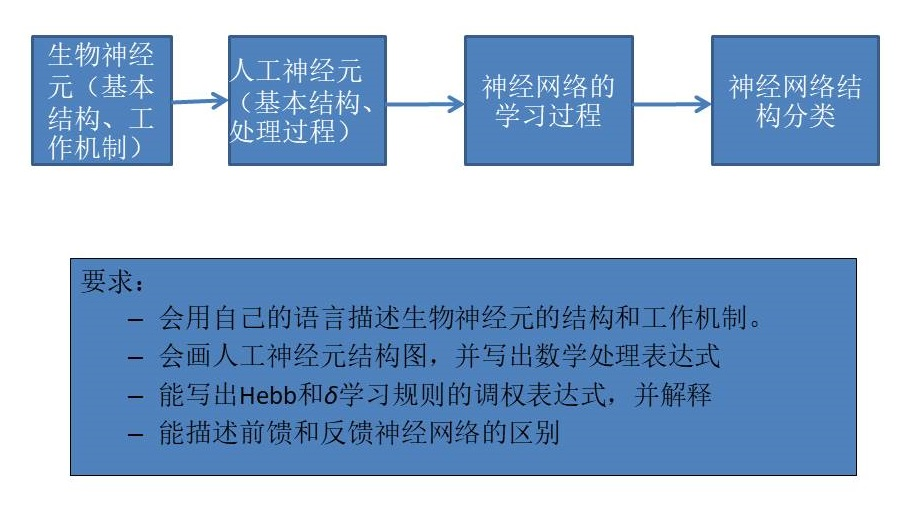 生物神经
元（基本
结构、工
作机制）
人工神经元
（基本结构、
处理过程）
神经网络的
学习过程
神经网络结
构分类
要求：
– 会用自己的语言描述生物神经元的结构和工作机制。
– 会画人工神经元结构图，并写出数学处理表达式
– 能写出Hebb和δ学习规则的调权表达式，并解释
– 能描述前馈和反馈神经网络的区别